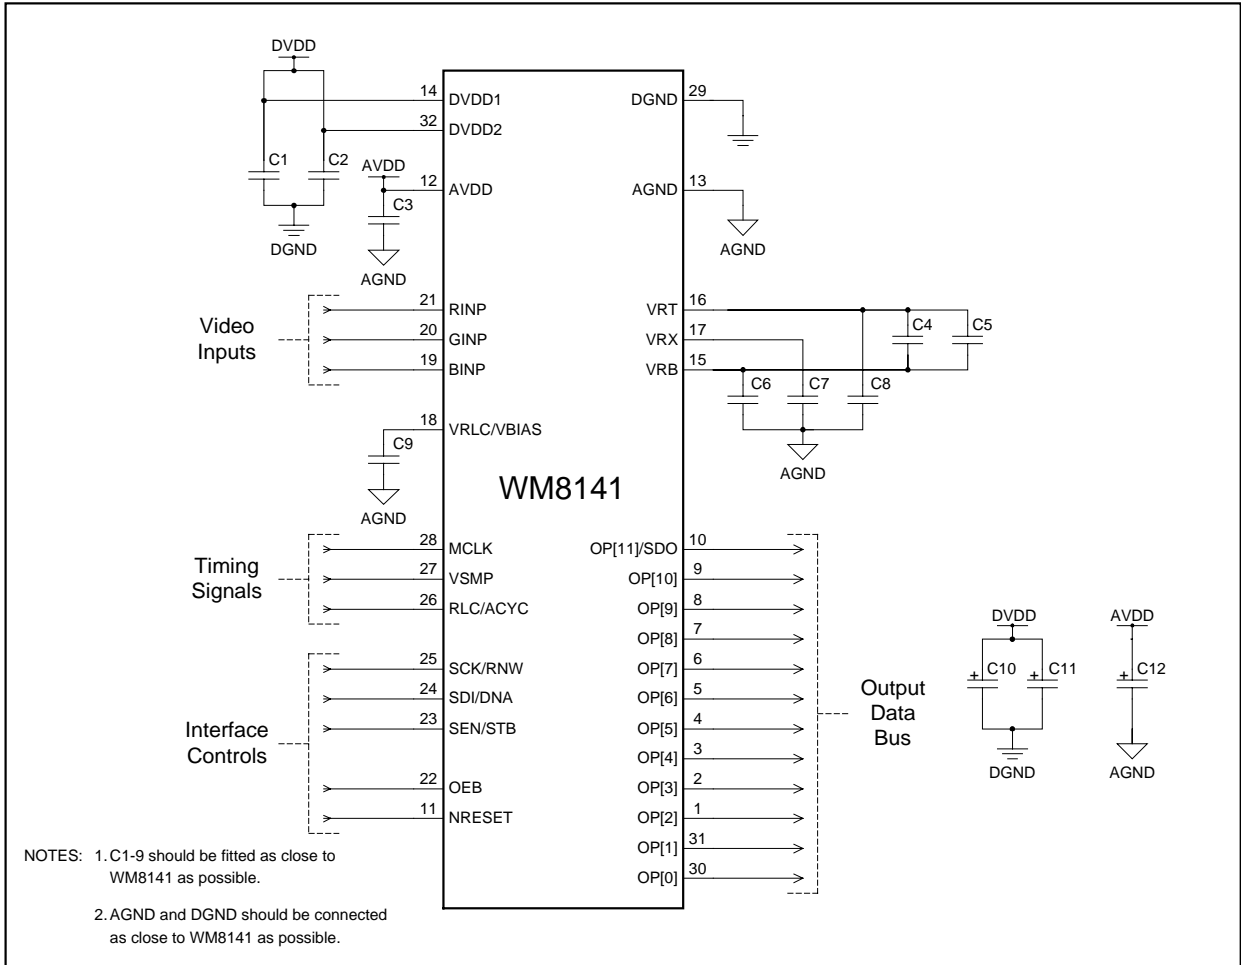 DVDD
14 DVDD1
DGND 29
32 DVDD2
C1 C2
AVDD
12 AVDD
AGND 13
C3
DGND
AGND
AGND
21 RINP
VRT 16
Video
Inputs
20 GINP
VRX 17
C4 C5
19 BINP
VRB 15
C6 C7 C8
18 VRLC/VBIAS
C9
AGND
WM8141
AGND
28 MCLK
OP[11]/SDO 10
Timing
Signals
27 VSMP
OP[10] 9
26 RLC/ACYC
OP[9] 8
OP[8] 7
DVDD
AVDD
25 SCK/RNW
OP[7] 6
+ C10 + C11 + C12
24 SDI/DNA
OP[6] 5
Output
Data
Bus
Interface
Controls
23 SEN/STB
OP[5] 4
OP[4] 3
DGND
AGND
22 OEB
OP[3] 2
11 NRESET
OP[2] 1
OP[1] 31
OP[0] 30
NOTES: 1. C1-9 should be fitted as close to
WM8141 as possible.
2. AGND and DGND should be connected
as close to WM8141 as possible.